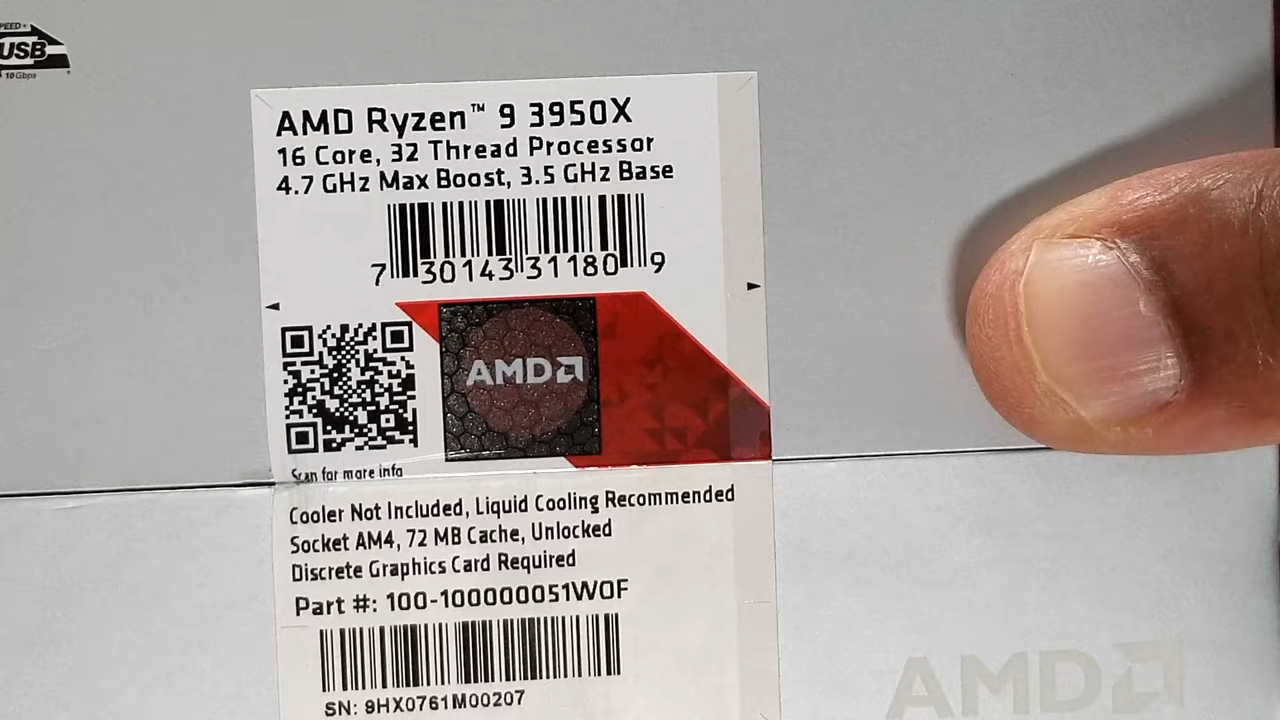 SPEED+
USB
10Gbps
AMD Ryzen™ 9 3950X
16 Core, 32 Thread Processor
4.7 GHz Max Boost, 3.5 GHz Base
7 30143 31180 9
AMD
Scan for more info
Cooler Not Included, Liquid Cooling Recommended
Socket AM4, 72 MB Cache, Unlocked
Discrete Graphics Card Required
Part #: 100-100000051WOF
SN: 9HX0761M00207
AMD